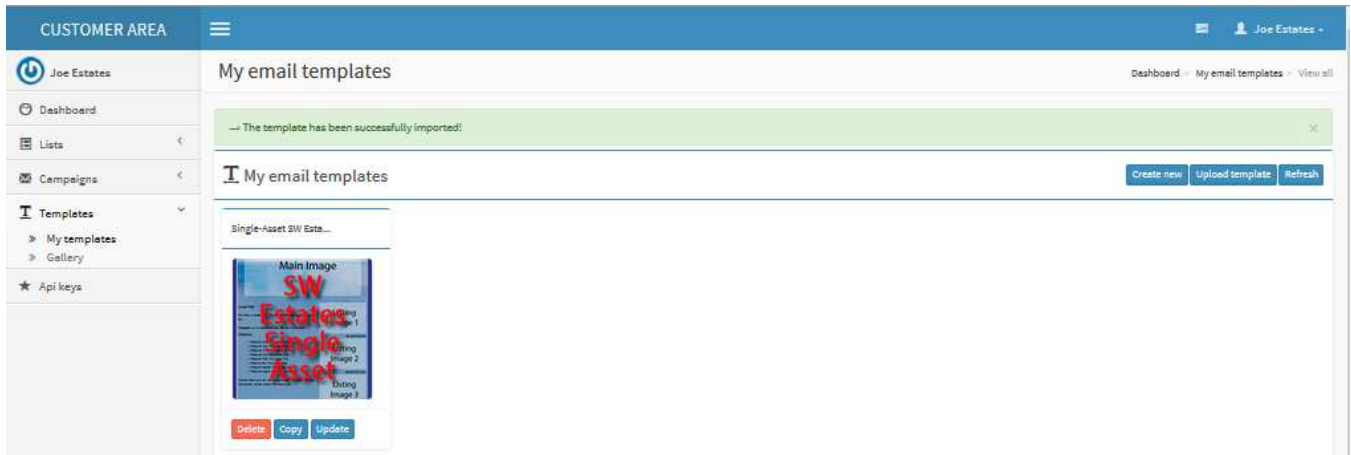 CUSTOMER AREA
Joe Estates
Joe Estates
My email templates
Dashboard > My email templates > View all
Dashboard
Lists
Campaigns
Templates
My templates
Gallery
Api keys
→ The template has been successfully imported!
×
My email templates
Create new Upload template Refresh
Single-Asset SW Esta...
Main Image
SW
Estates
Single
Asset
Image 2
Listing
Image 3
Delete Copy Update